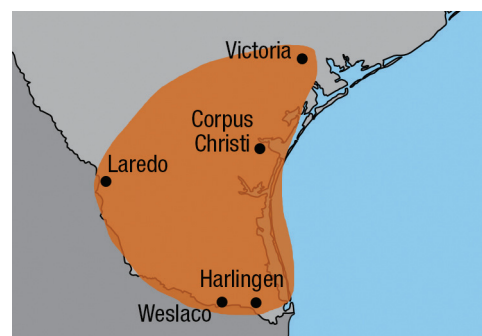 Victoria
Corpus
Christi
Laredo
Harlingen
Weslaco